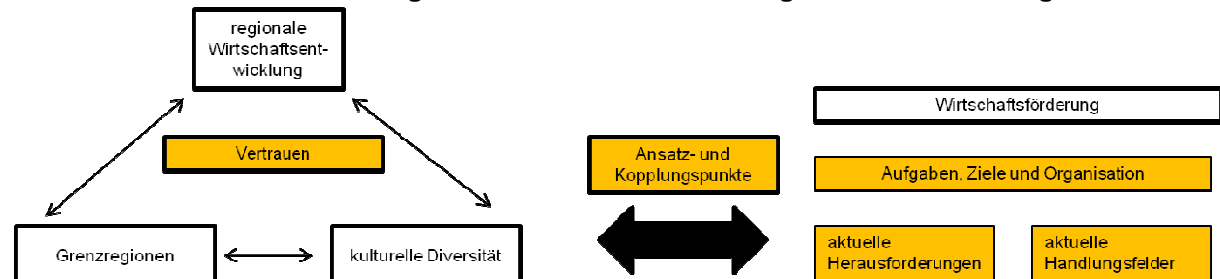 regionale
Wirtschaftsent-
wicklung
Vertrauen
Grenzregionen
kulturelle Diversität
Ansatz- und
Kopplungspunkte
Wirtschaftsförderung
Aufgaben, Ziele und Organisation
aktuelle
Herausforderungen
aktuelle
Handlungsfelder